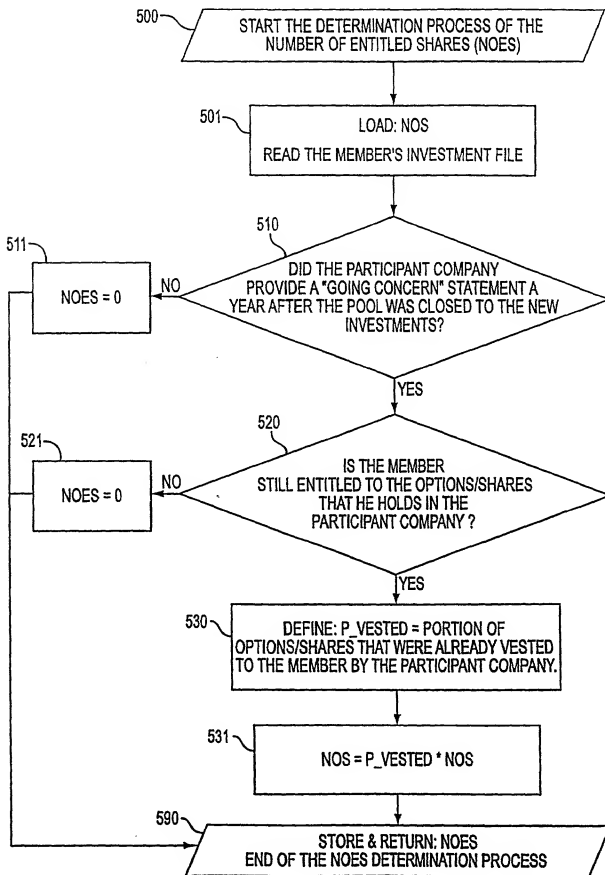 500
START THE DETERMINATION PROCESS OF THE
NUMBER OF ENTITLED SHARES (NOES)
501
LOAD: NOS
READ THE MEMBER'S INVESTMENT FILE
510
DID THE PARTICIPANT COMPANY
PROVIDE A "GOING CONCERN" STATEMENT A
YEAR AFTER THE POOL WAS CLOSED TO THE NEW
INVESTMENTS?
511
NO
NOES = 0
YES
520
IS THE MEMBER
STILL ENTITLED TO THE OPTIONS/SHARES
THAT HE HOLDS IN THE
PARTICIPANT COMPANY ?
521
NO
NOES = 0
YES
530
DEFINE: P_VESTED = PORTION OF
OPTIONS/SHARES THAT WERE ALREADY VESTED
TO THE MEMBER BY THE PARTICIPANT COMPANY.
531
NOS = P_VESTED * NOS
590
STORE & RETURN: NOES
END OF THE NOES DETERMINATION PROCESS